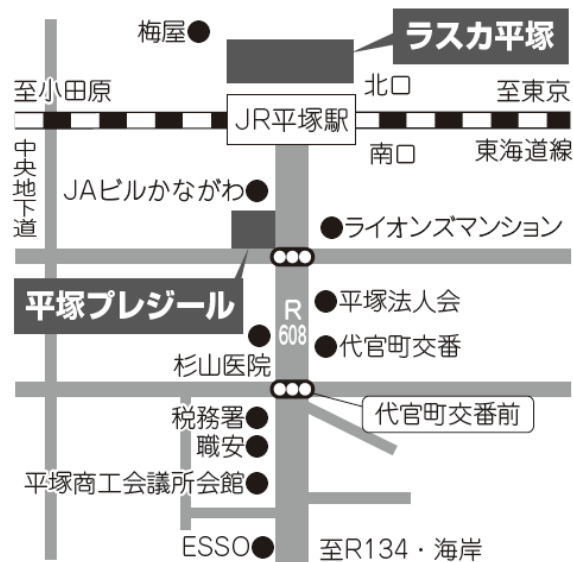 梅屋
ラスカ平塚
至小田原
北口
至東京
JR平塚駅
中央地下道
南口
東海道線
JAビルかながわ
ライオンズマンション
平塚プレジール
R
608
平塚法人会
代官町交番
杉山医院
代官町交番前
税務署
職安
平塚商工会議所会館
ESSO
至R134・海岸